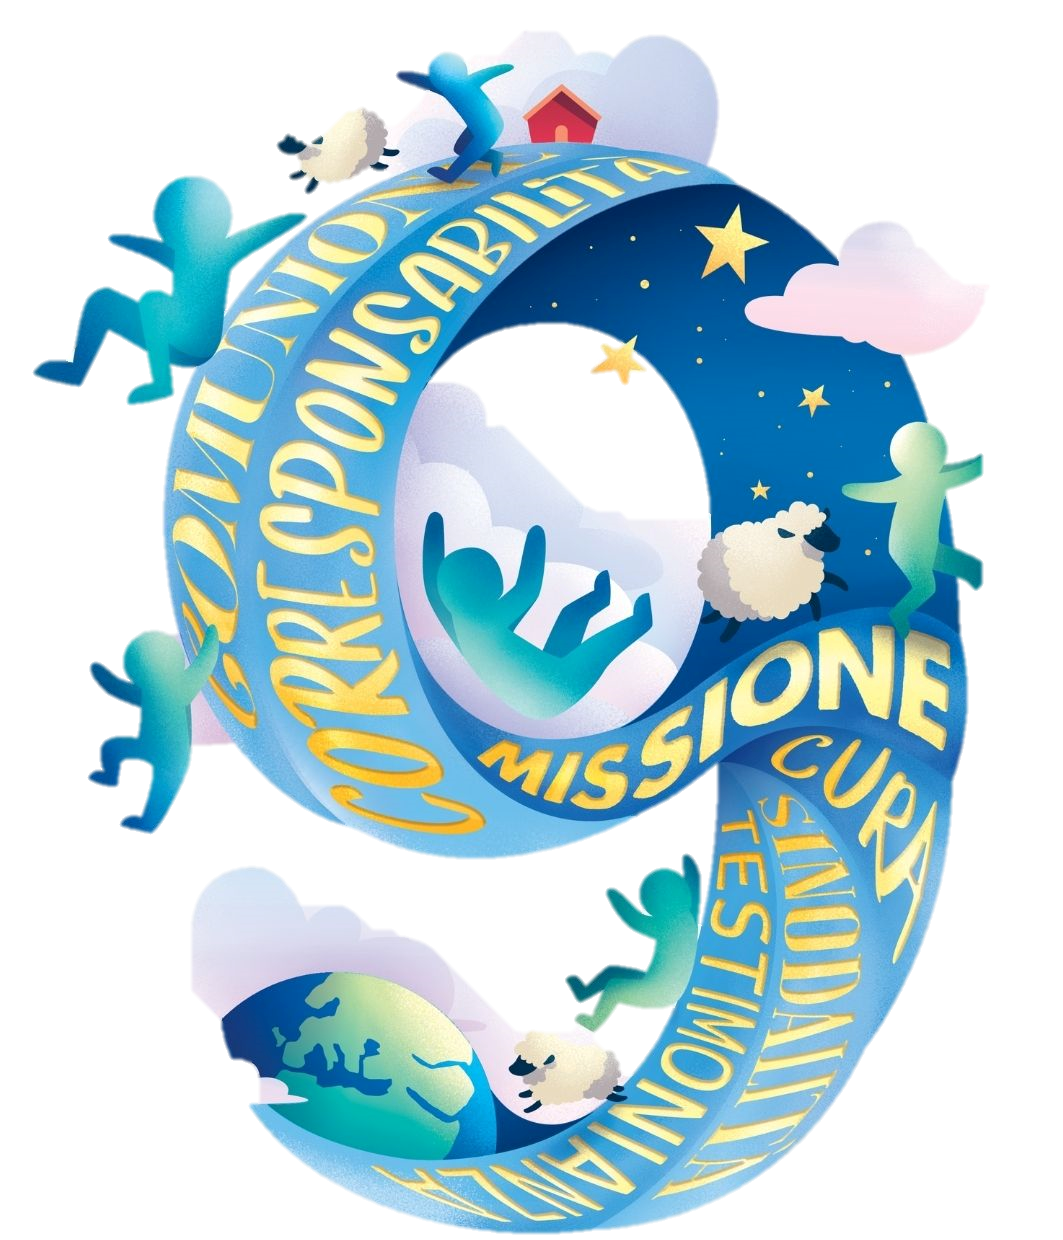 COMUNIONE
CORRESPONSABILiTÀ
MISSIONE
CURA
SINODALITÀ
TESTIMONIANZA